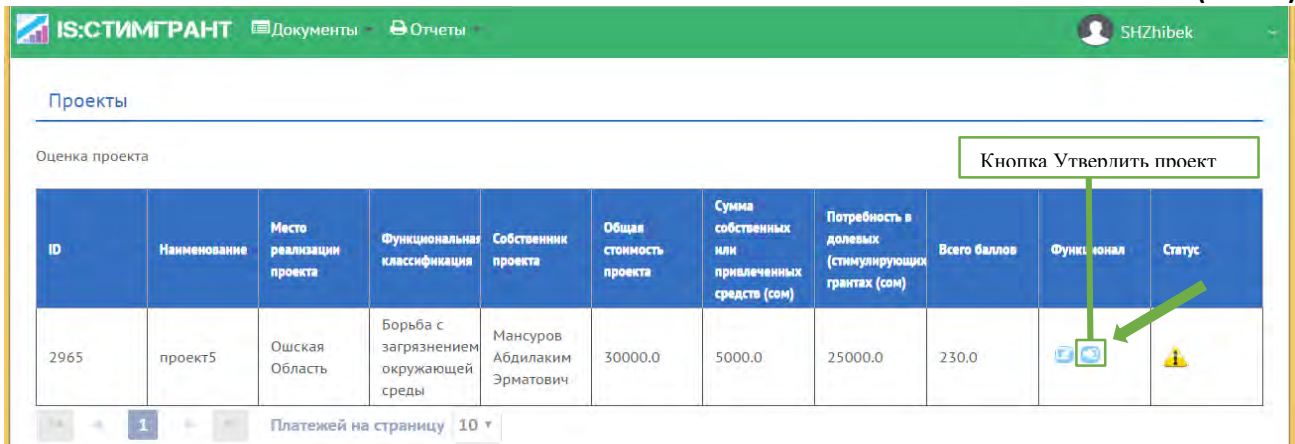 IS:СТИМГРАНТ Документы Отчеты SHZhibek
Проекты
Оценка проекта
Кнопка Утвердить проект
ID Наименование Место реализации проекта Функциональная классификация Собственник проекта Общая стоимость проекта Сумма собственных или привлеченных средств (сом) Потребность в долевых (стимулирующих грантах (сом) Всего баллов Функционал Статус
2965 проект5 Ошская Область Борьба с загрязнением окружающей среды Мансуров Абдилаким Эрматович 30000.0 5000.0 25000.0 230.0
1 Платежей на страницу 10